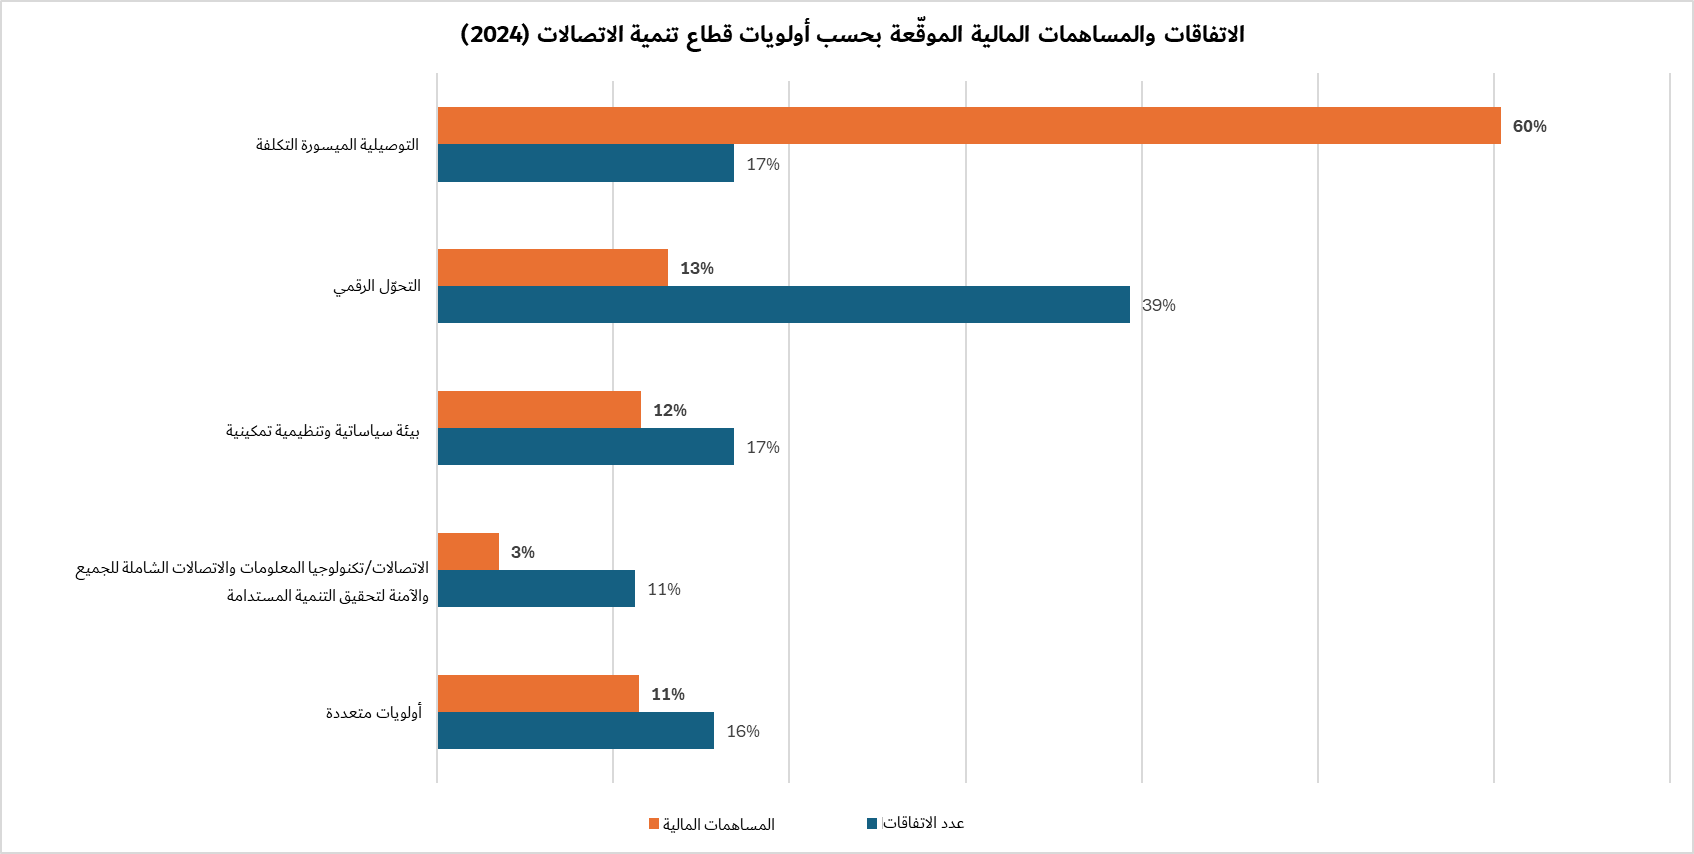 الاتفاقات والمساهمات المالية الموقّعة بحسب أولويات قطاع تنمية الاتصالات (2024)
التوصيلية الميسورة التكلفة
60%
17%
التحوّل الرقمي
13%
39%
بيئة سياساتية وتنظيمية تمكينية
12%
17%
الاتصالات/تكنولوجيا المعلومات والاتصالات الشاملة للجميع
والآمنة لتحقيق التنمية المستدامة
3%
11%
أولويات متعددة
11%
16%
عدد الاتفاقات
المساهمات المالية